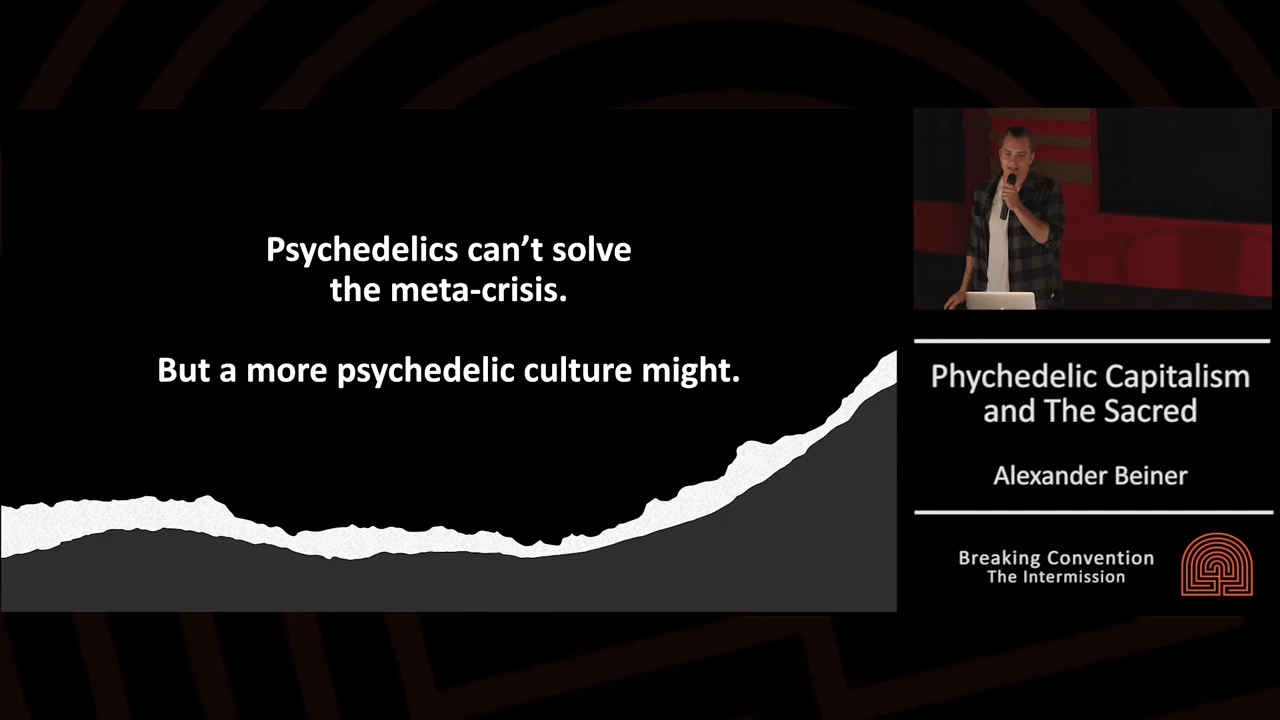 Psychedelics can’t solve
the meta-crisis.
But a more psychedelic culture might.
Phychedelic Capitalism
and The Sacred
Alexander Beiner
Breaking Convention
The Intermission